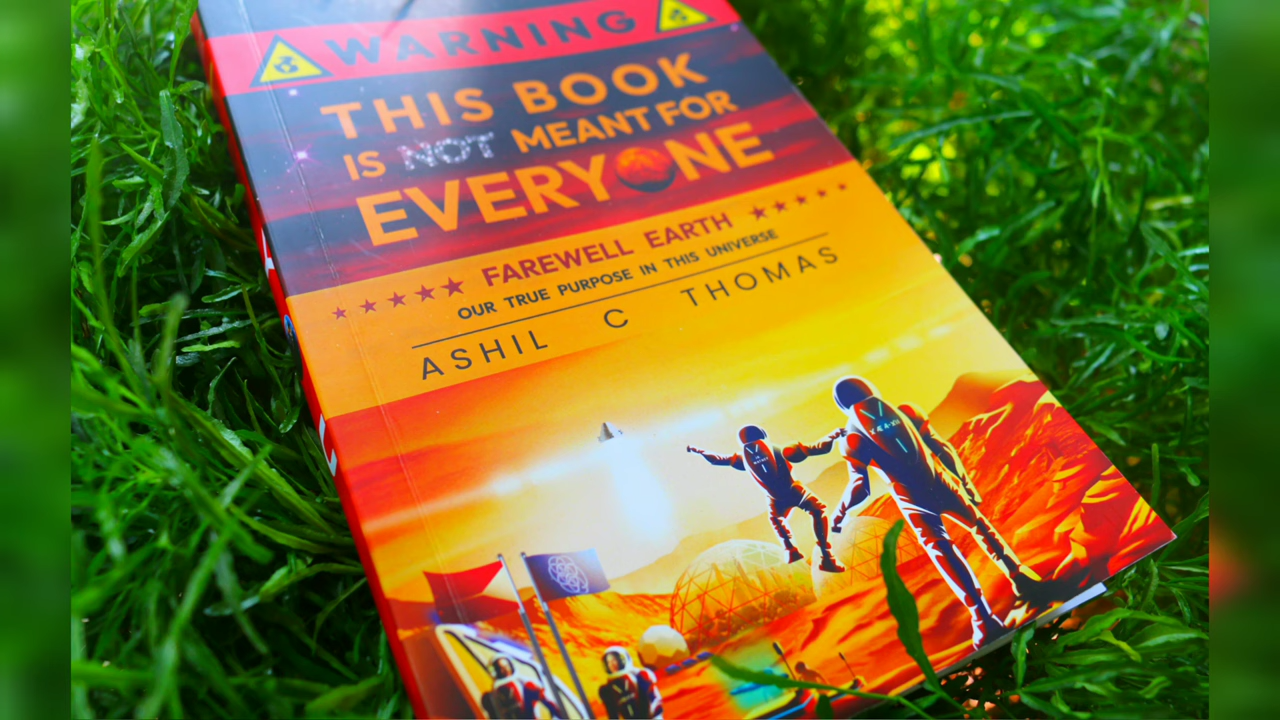 WARNING
THIS BOOK
IS NOT MEANT FOR
EVERYONE
FAREWELL EARTH
OUR TRUE PURPOSE IN THIS UNIVERSE
ASHIL C THOMAS